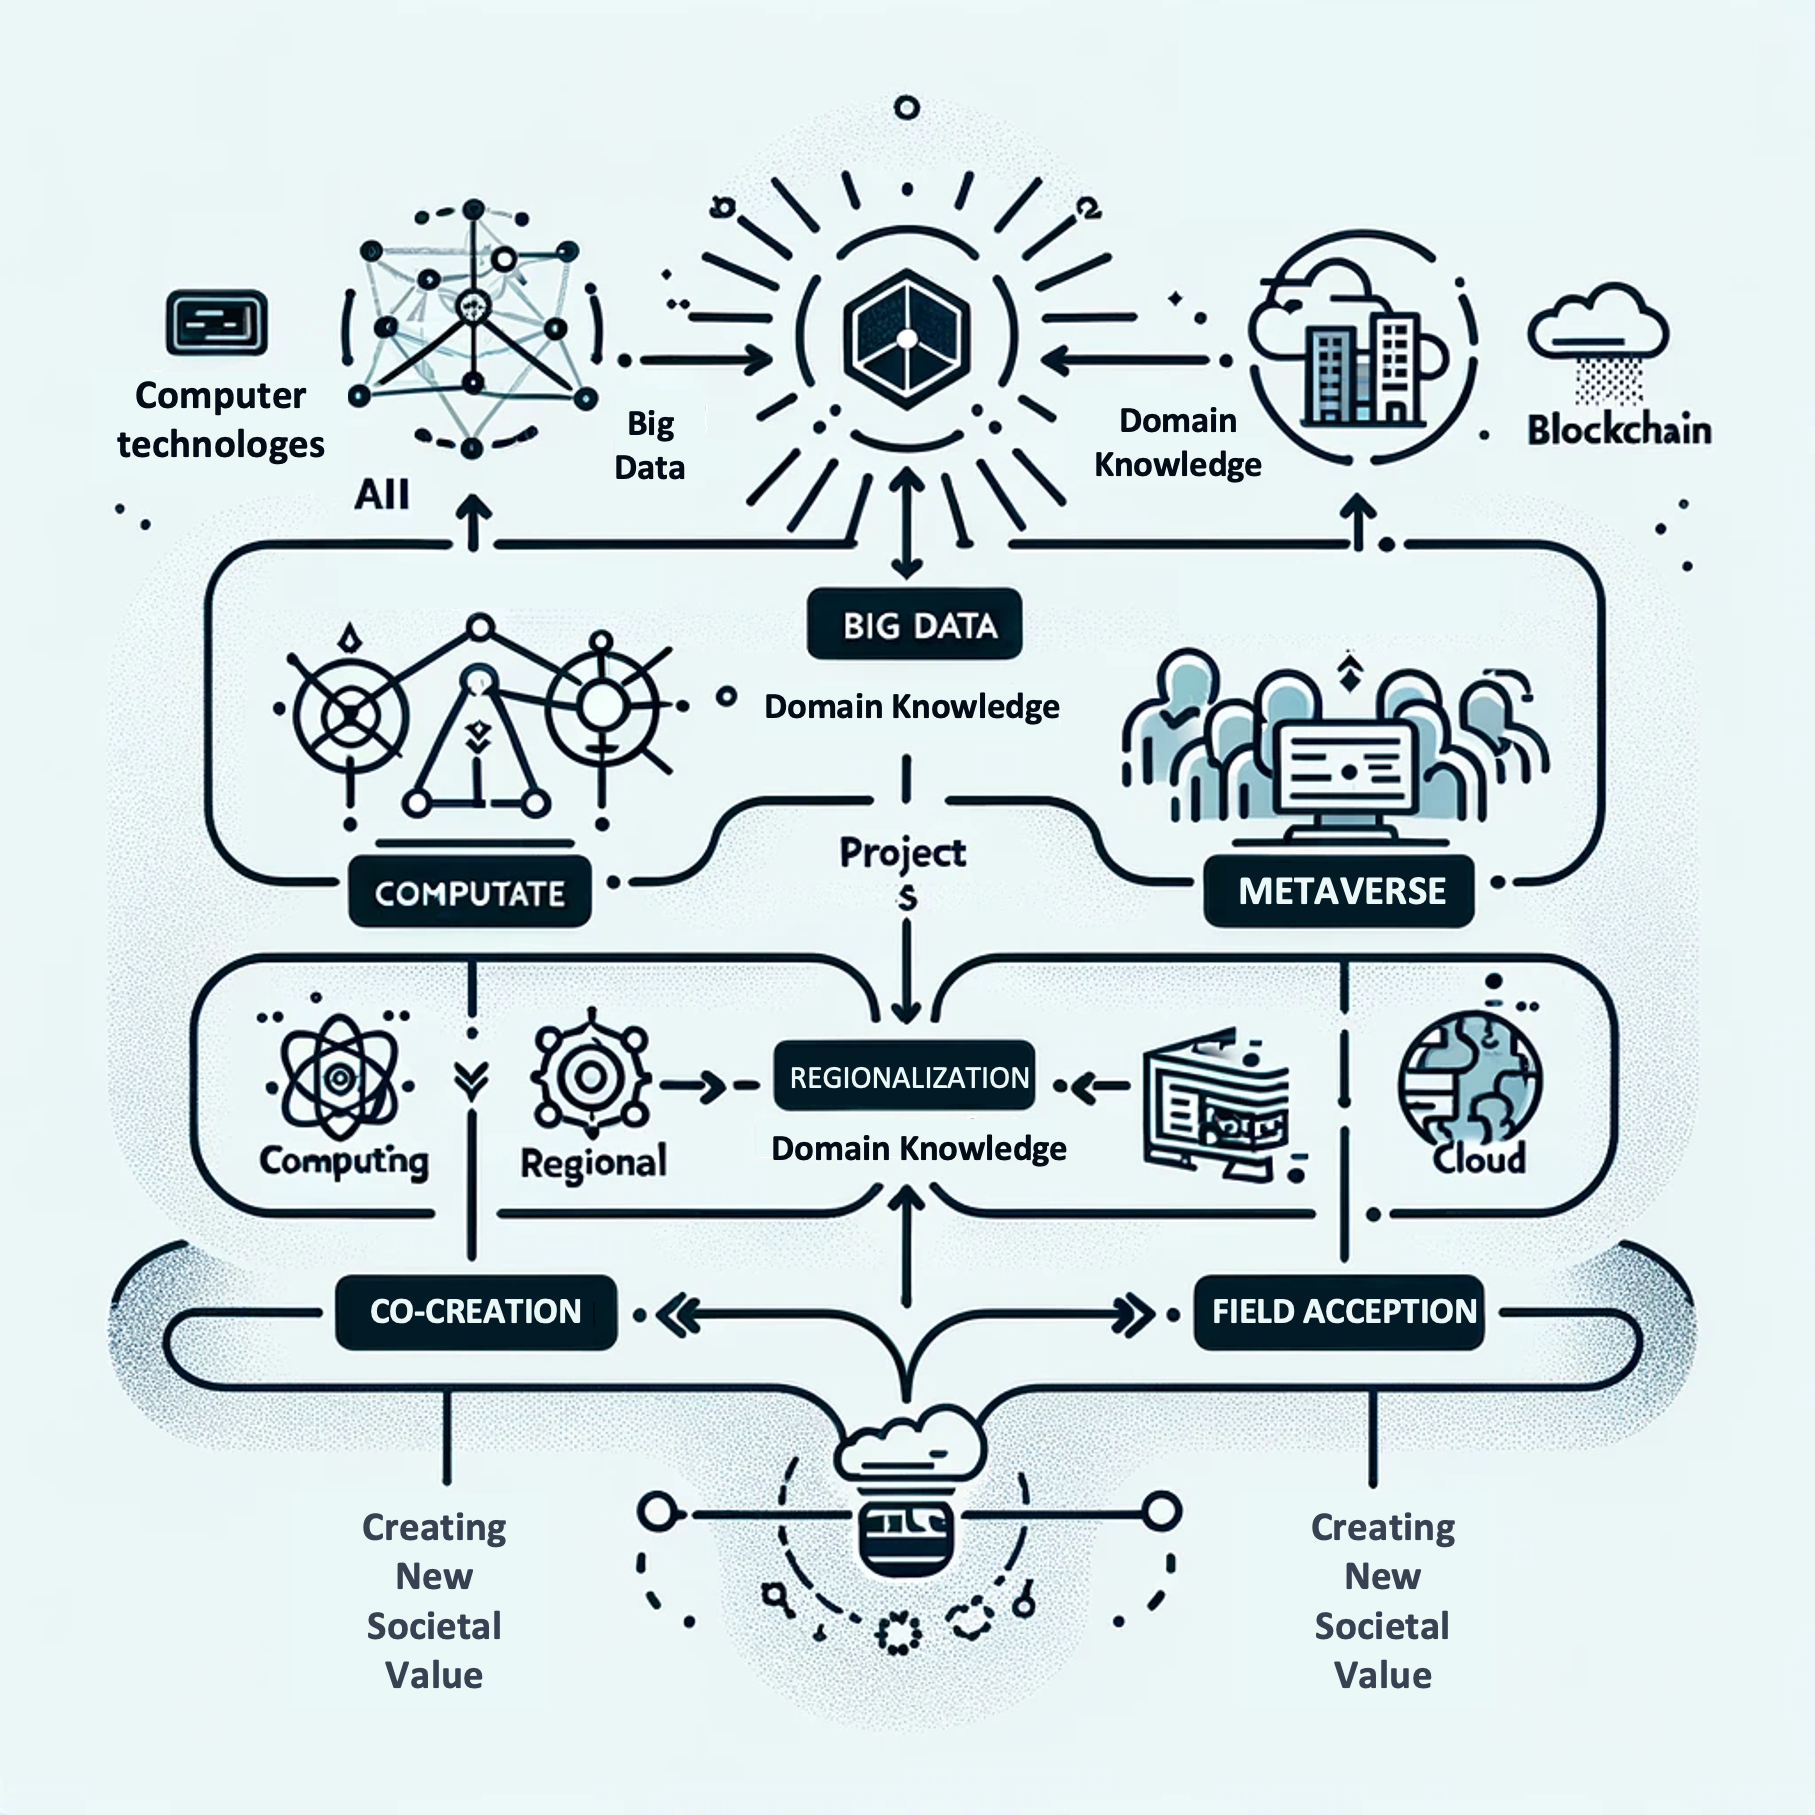 Computer
technologes
AII
Big
Data
Domain
Knowledge
Blockchain
BIG DATA
Domain Knowledge
Project
s
COMPUTATE
METAVERSE
REGIONALIZATION
Domain Knowledge
Computing
Regional
Cloud
CO-CREATION
FIELD ACCEPTION
Creating
New
Societal
Value
Creating
New
Societal
Value